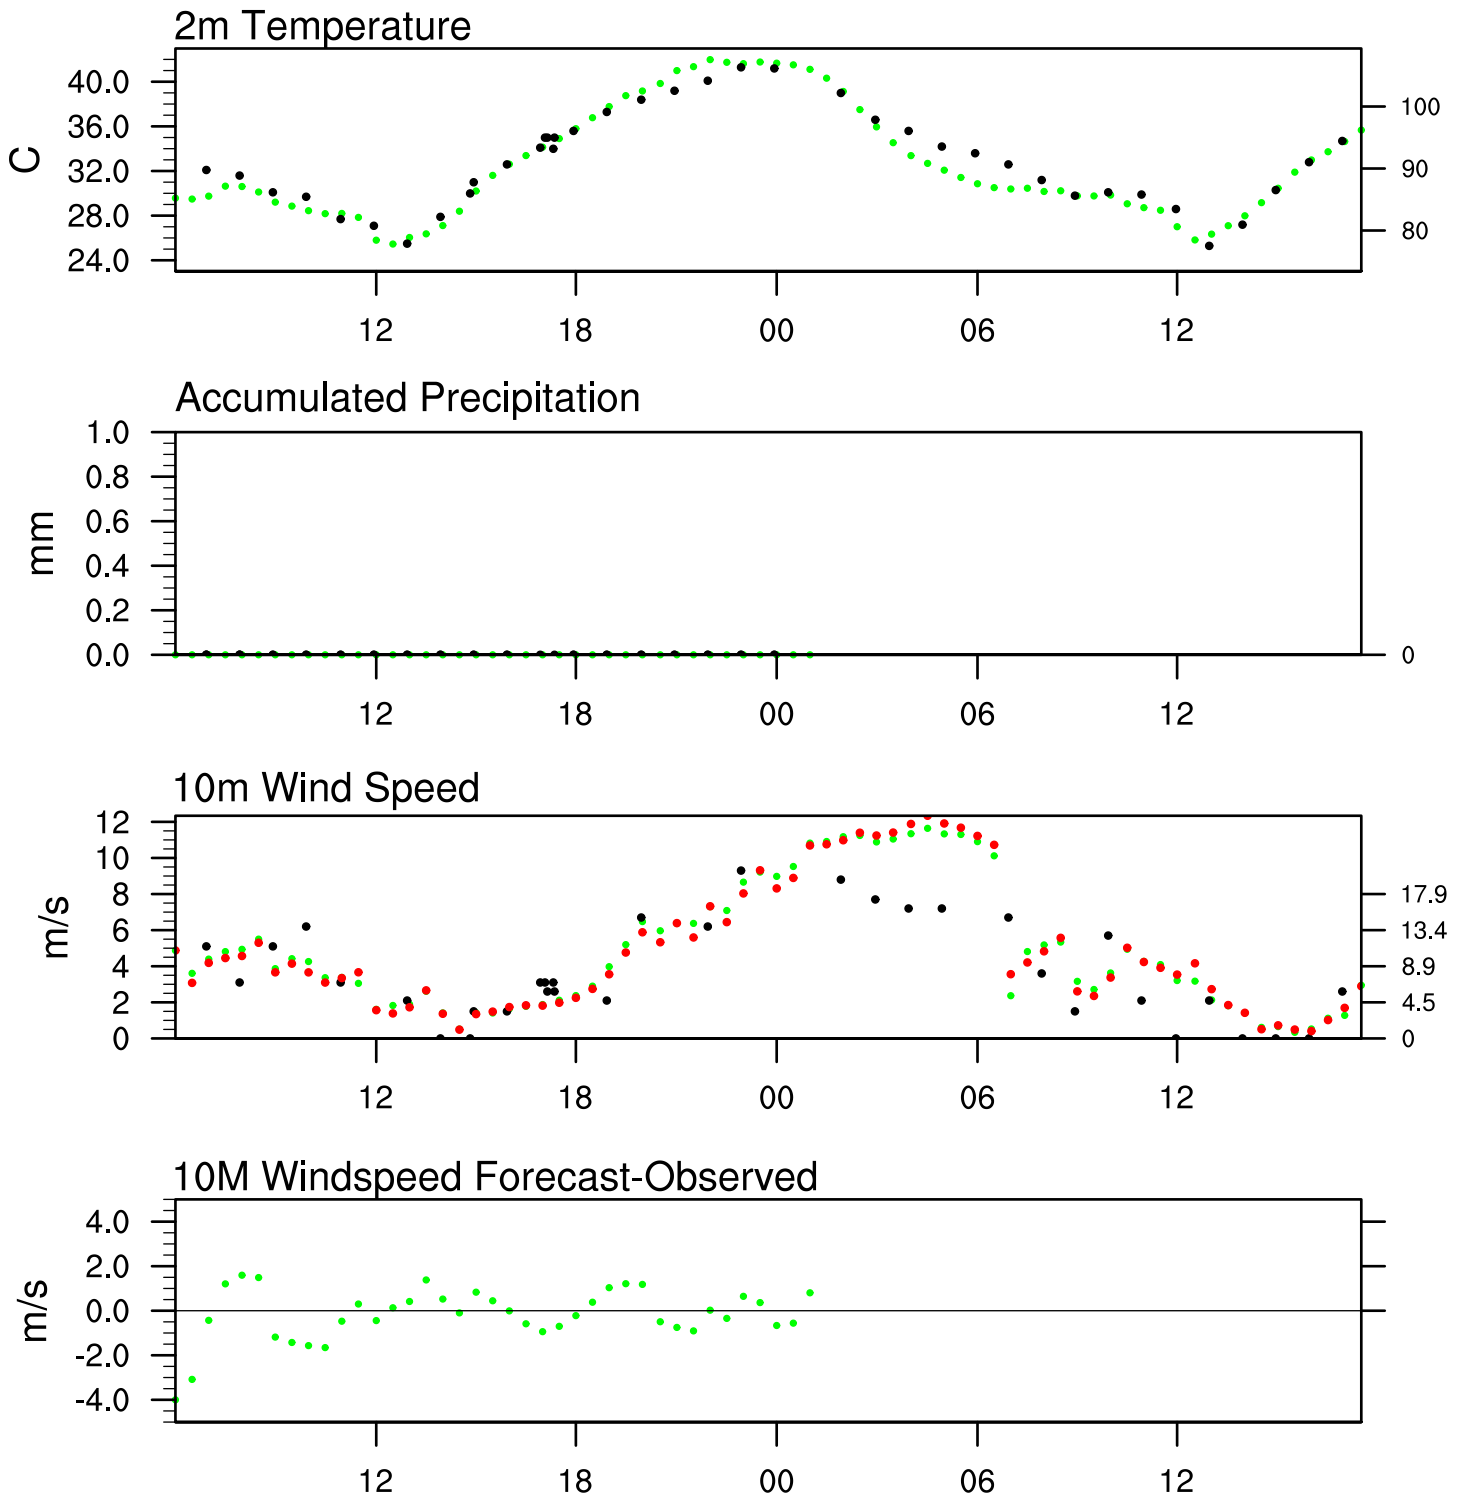 2m Temperature
C
40.0
36.0
32.0
28.0
24.0
100
90
80
12 18 00 06 12
Accumulated Precipitation
mm
1.0
0.8
0.6
0.4
0.2
0.0
0
12 18 00 06 12
10m Wind Speed
m/s
12
10
8
6
4
2
0
17.9
13.4
8.9
4.5
0
12 18 00 06 12
10M Windspeed Forecast-Observed
m/s
4.0
2.0
0.0
-2.0
-4.0
12 18 00 06 12